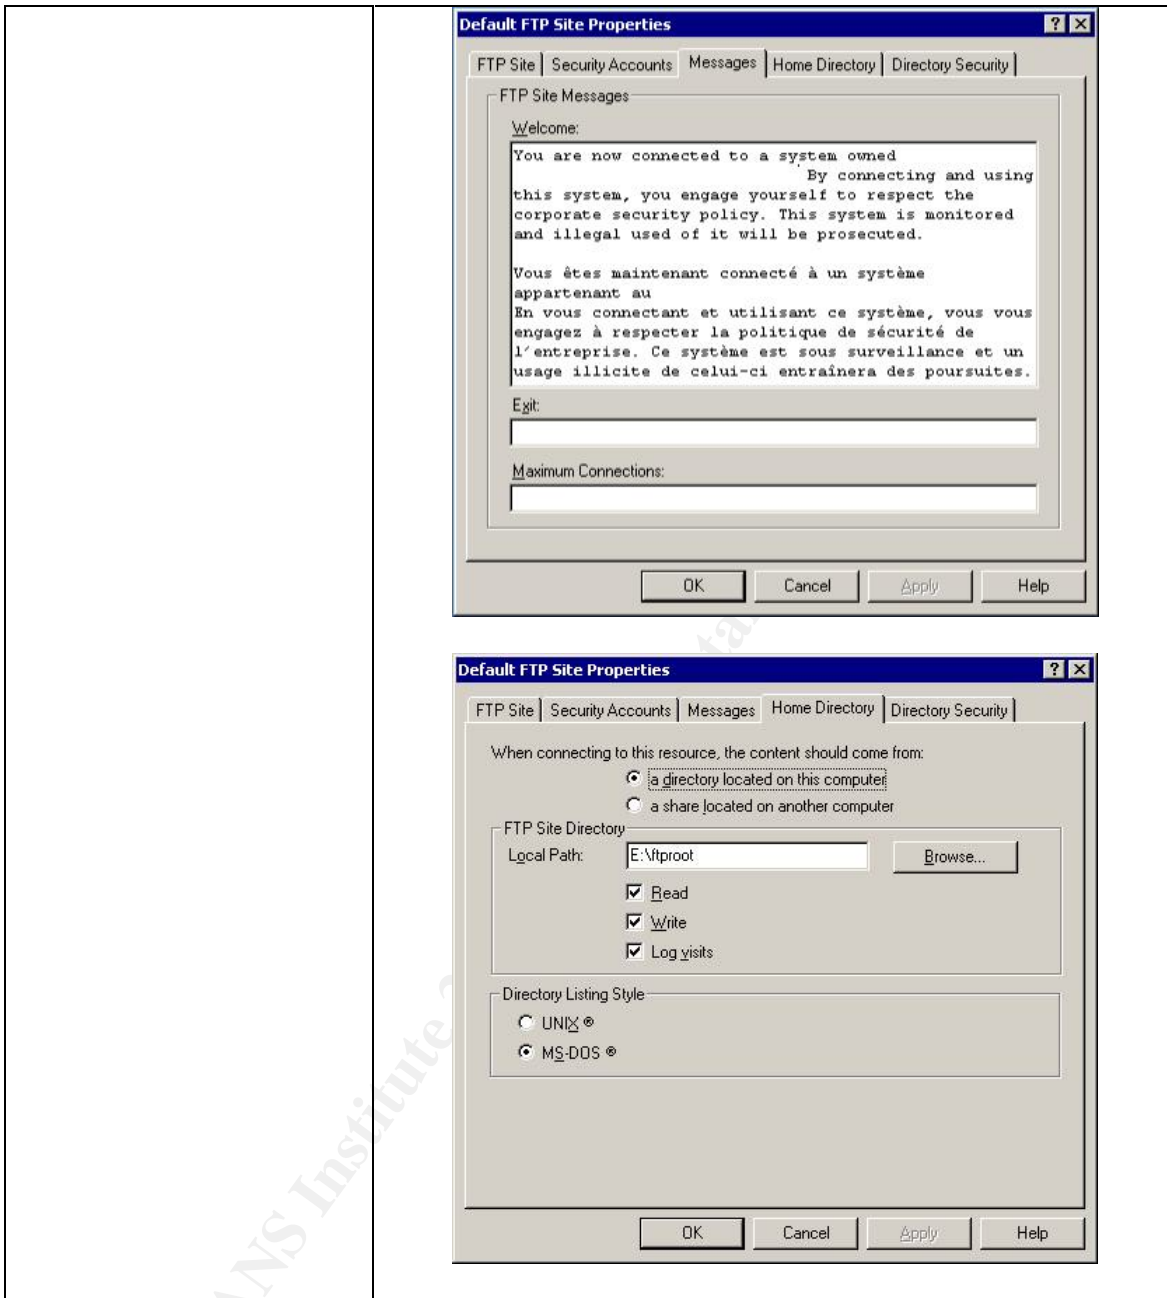 Default FTP Site Properties
FTP Site Security Accounts Messages Home Directory Directory Security
FTP Site Messages
Welcome:
You are now connected to a system owned
By connecting and using
this system, you engage yourself to respect the
corporate security policy. This system is monitored
and illegal used of it will be prosecuted.
Vous êtes maintenant connecté à un système
appartenant au
En vous connectant et utilisant ce système, vous vous
engagez à respecter la politique de sécurité de
l'entreprise. Ce système est sous surveillance et un
usage illicite de celui-ci entraînera des poursuites.
Exit:
Maximum Connections:
OK Cancel Apply Help
Default FTP Site Properties
FTP Site Security Accounts Messages Home Directory Directory Security
When connecting to this resource, the content should come from:
a directory located on this computer
a share located on another computer
FTP Site Directory
Local Path: E:\ftproot Browse...
Read
Write
Log visits
Directory Listing Style
UNIX ®
MS-DOS ®
OK Cancel Apply Help
NS Institute